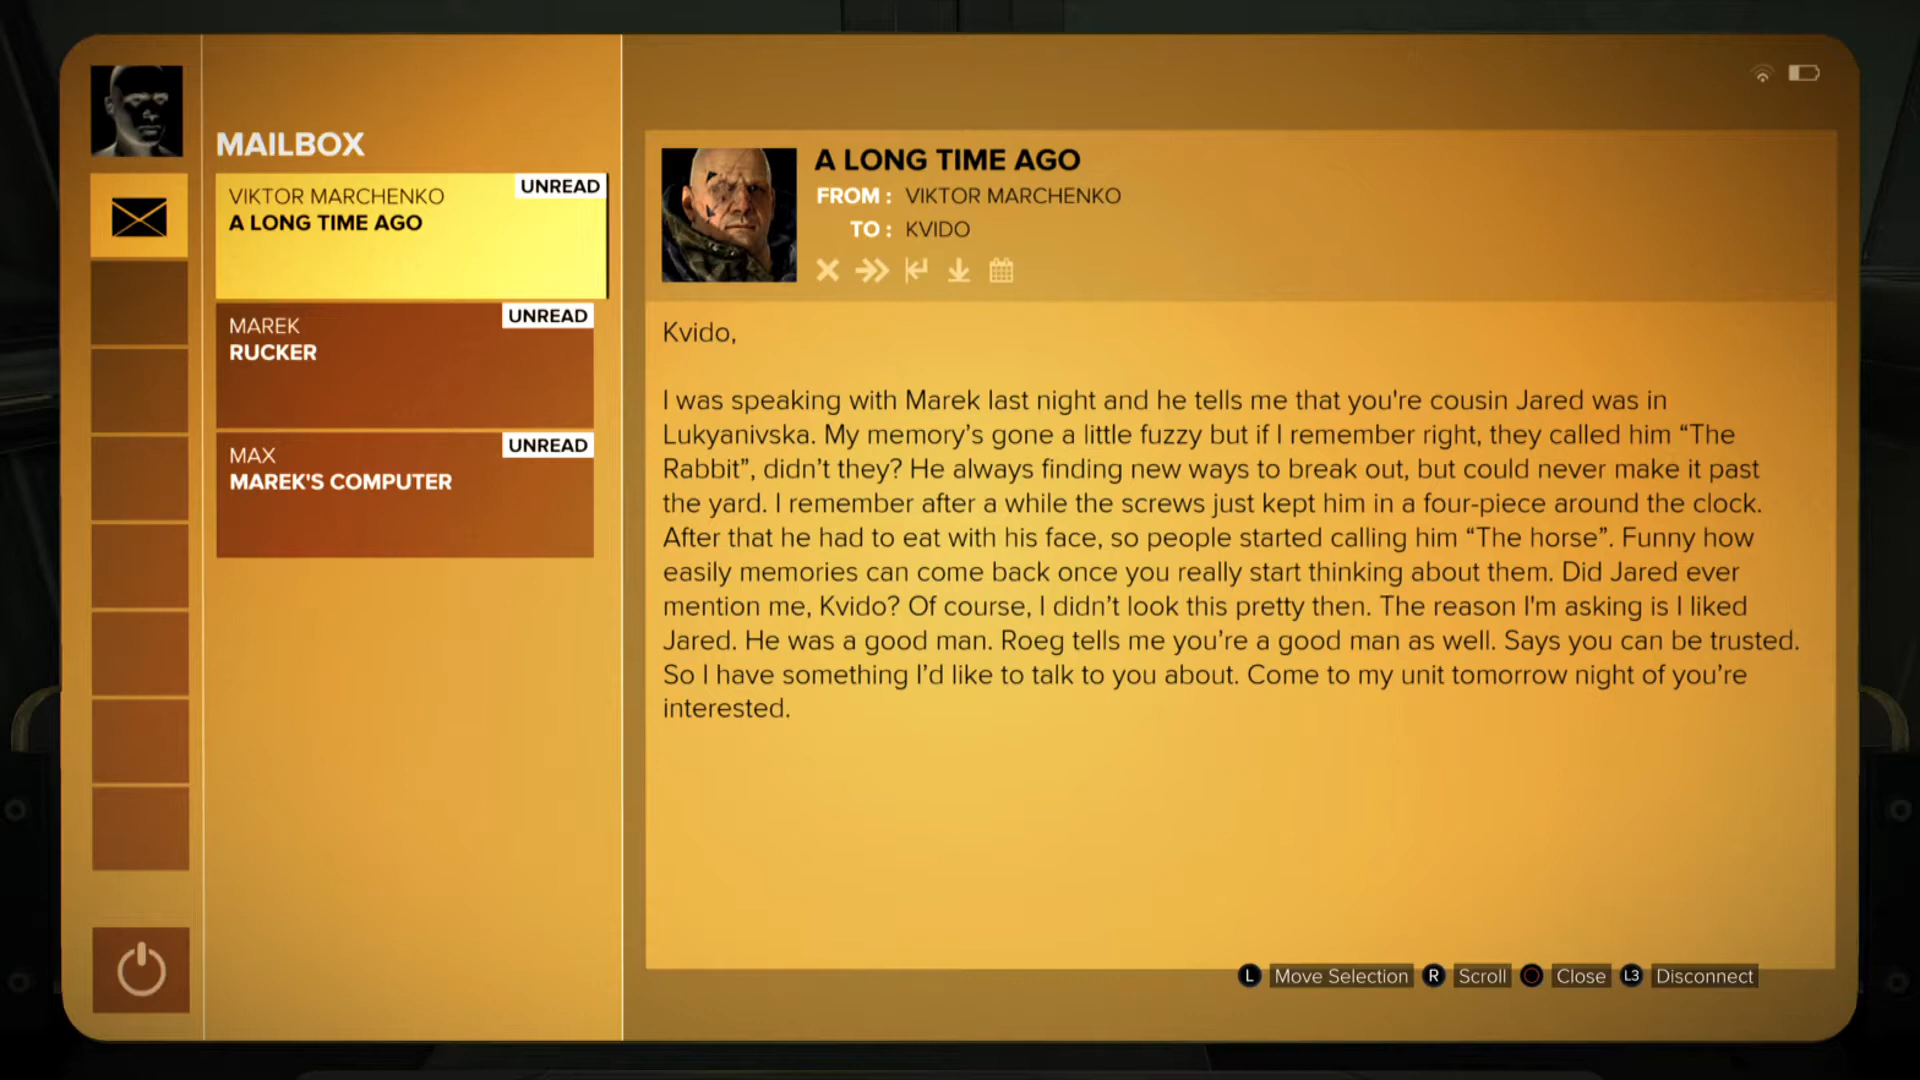 MAILBOX
VIKTOR MARCHENKO
UNREAD
A LONG TIME AGO
MAREK
UNREAD
RUCKER
MAX
UNREAD
MAREK'S COMPUTER
A LONG TIME AGO
FROM : VIKTOR MARCHENKO
TO : KVIDO
Kvido,
I was speaking with Marek last night and he tells me that you're cousin Jared was in
Lukyanivska. My memory’s gone a little fuzzy but if I remember right, they called him “The
Rabbit”, didn’t they? He always finding new ways to break out, but could never make it past
the yard. I remember after a while the screws just kept him in a four-piece around the clock.
After that he had to eat with his face, so people started calling him “The horse”. Funny how
easily memories can come back once you really start thinking about them. Did Jared ever
mention me, Kvido? Of course, I didn’t look this pretty then. The reason I'm asking is I liked
Jared. He was a good man. Roeg tells me you’re a good man as well. Says you can be trusted.
So I have something I’d like to talk to you about. Come to my unit tomorrow night of you’re
interested.
L Move Selection R Scroll Close L3 Disconnect